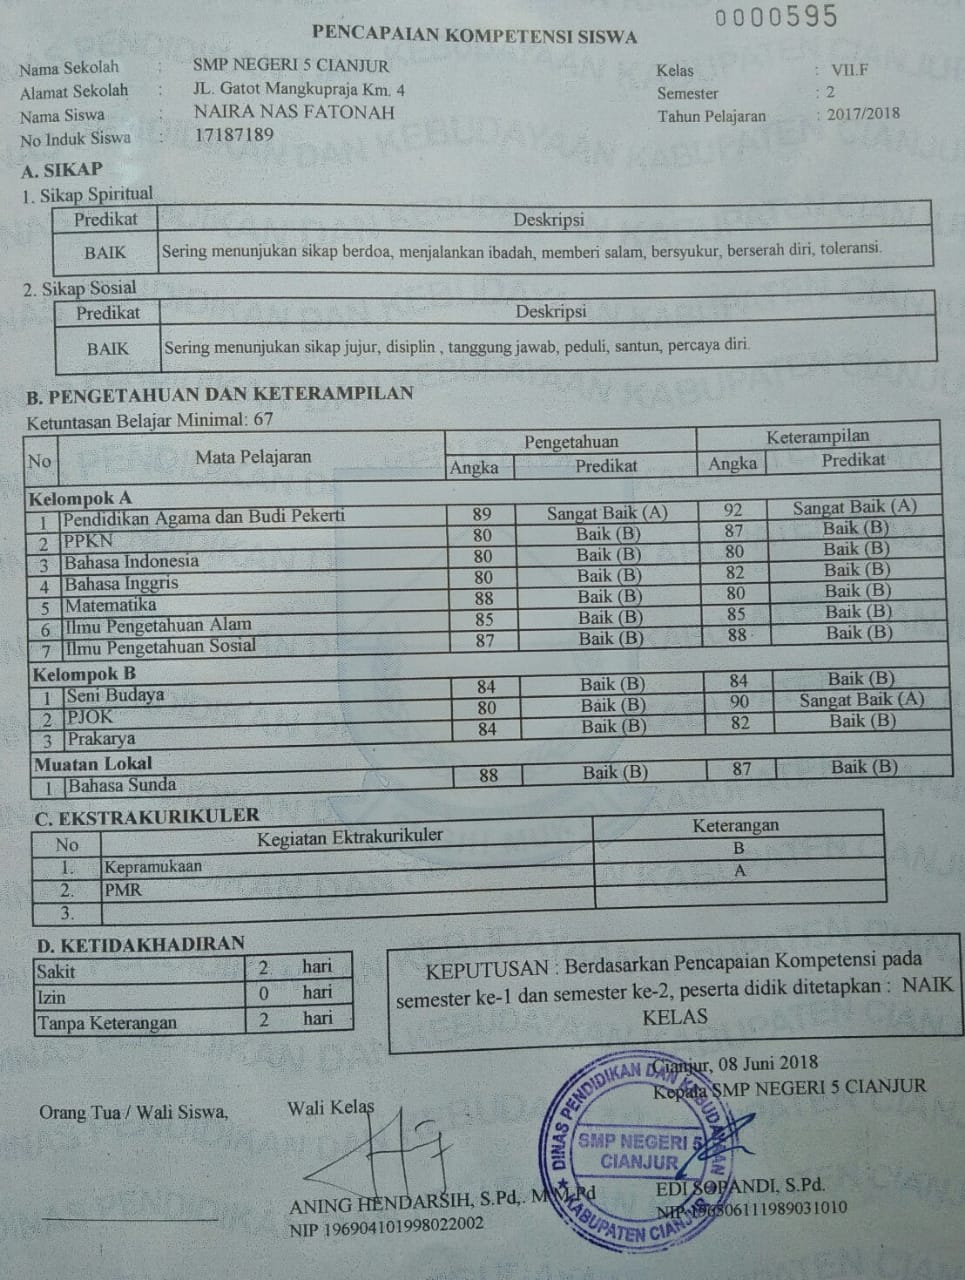 0000595
PENCAPAIAN KOMPETENSI SISWA
Nama Sekolah : SMP NEGERI 5 CIANJUR Kelas : VII.F
Alamat Sekolah : JL. Gatot Mangkupraja Km. 4 Semester : 2
Nama Siswa : NAIRA NAS FATONAH Tahun Pelajaran : 2017/2018
No Induk Siswa : 17187189
A. SIKAP
1. Sikap Spiritual
Predikat Deskripsi
BAIK Sering menunjukan sikap berdoa, menjalankan ibadah, memberi salam, bersyukur, berserah diri, toleransi.
2. Sikap Sosial
Predikat Deskripsi
BAIK Sering menunjukan sikap jujur, disiplin , tanggung jawab, peduli, santun, percaya diri.
B. PENGETAHUAN DAN KETERAMPILAN
Ketuntasan Belajar Minimal: 67
No Mata Pelajaran Pengetahuan Keterampilan
Angka Predikat Angka Predikat
Kelompok A
1 Pendidikan Agama dan Budi Pekerti 89 Sangat Baik (A) 92 Sangat Baik (A)
2 PPKN 80 Baik (B) 87 Baik (B)
3 Bahasa Indonesia 80 Baik (B) 80 Baik (B)
4 Bahasa Inggris 80 Baik (B) 82 Baik (B)
5 Matematika 88 Baik (B) 80 Baik (B)
6 Ilmu Pengetahuan Alam 85 Baik (B) 85 Baik (B)
7 Ilmu Pengetahuan Sosial 87 Baik (B) 88 Baik (B)
Kelompok B
1 Seni Budaya 84 Baik (B) 84 Baik (B)
2 PJOK 80 Baik (B) 90 Sangat Baik (A)
3 Prakarya 84 Baik (B) 82 Baik (B)
Muatan Lokal
1 Bahasa Sunda 88 Baik (B) 87 Baik (B)
C. EKSTRAKURIKULER
No Kegiatan Ektrakurikuler Keterangan
1. Kepramukaan B
2. PMR A
3.
D. KETIDAKHADIRAN
Sakit 2 hari
Izin 0 hari
Tanpa Keterangan 2 hari
KEPUTUSAN : Berdasarkan Pencapaian Kompetensi pada
semester ke-1 dan semester ke-2, peserta didik ditetapkan : NAIK
KELAS
Cianjur, 08 Juni 2018
Kepala SMP NEGERI 5 CIANJUR
Orang Tua / Wali Siswa, Wali Kelas
DINAS PENDIDIKAN DAN KEBUDAYAAN
SMP NEGERI 5
CIANJUR
KABUPATEN CIANJUR
ANING HENDARSIH, S.Pd,. M.M.Pd
NIP 196904101998022002
EDI SOPANDI, S.Pd.